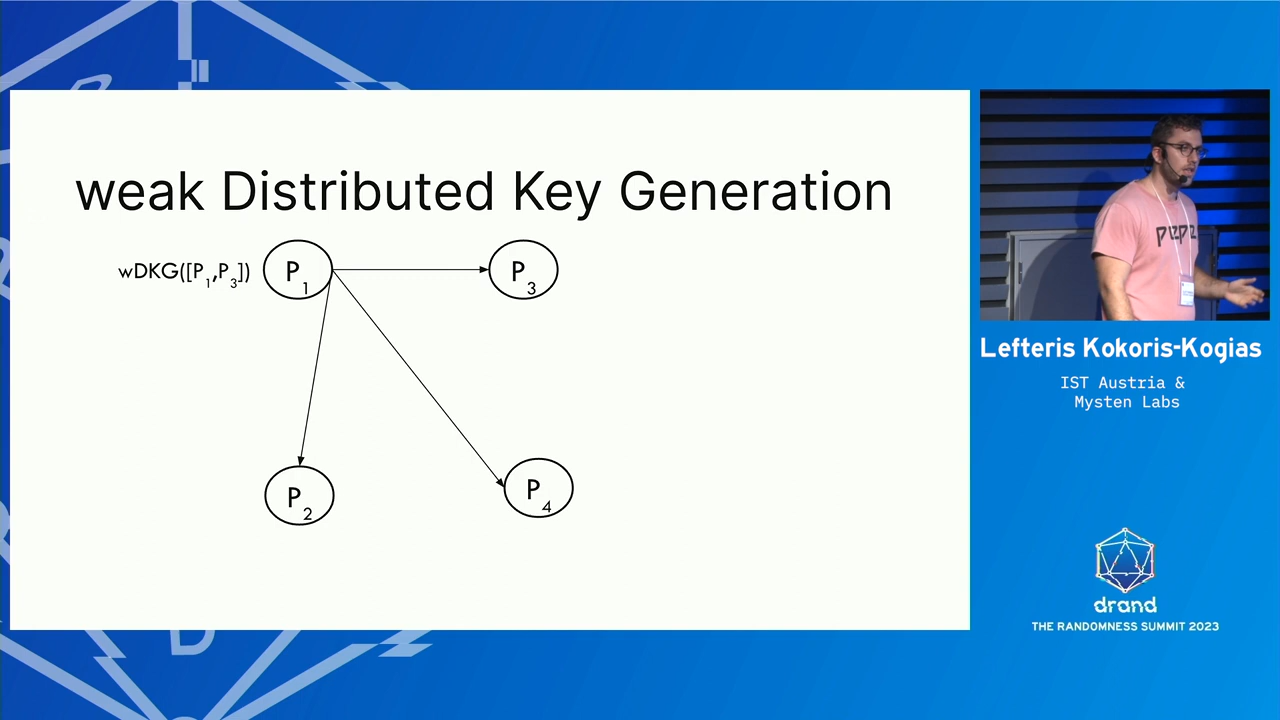 weak Distributed Key Generation
wDKG([P1,P3])
P1
P3
P2
P4
pepe
Lefteris Kokoris-Kogias
IST Austria &
Mysten Labs
drand
THE RANDOMNESS SUMMIT 2023